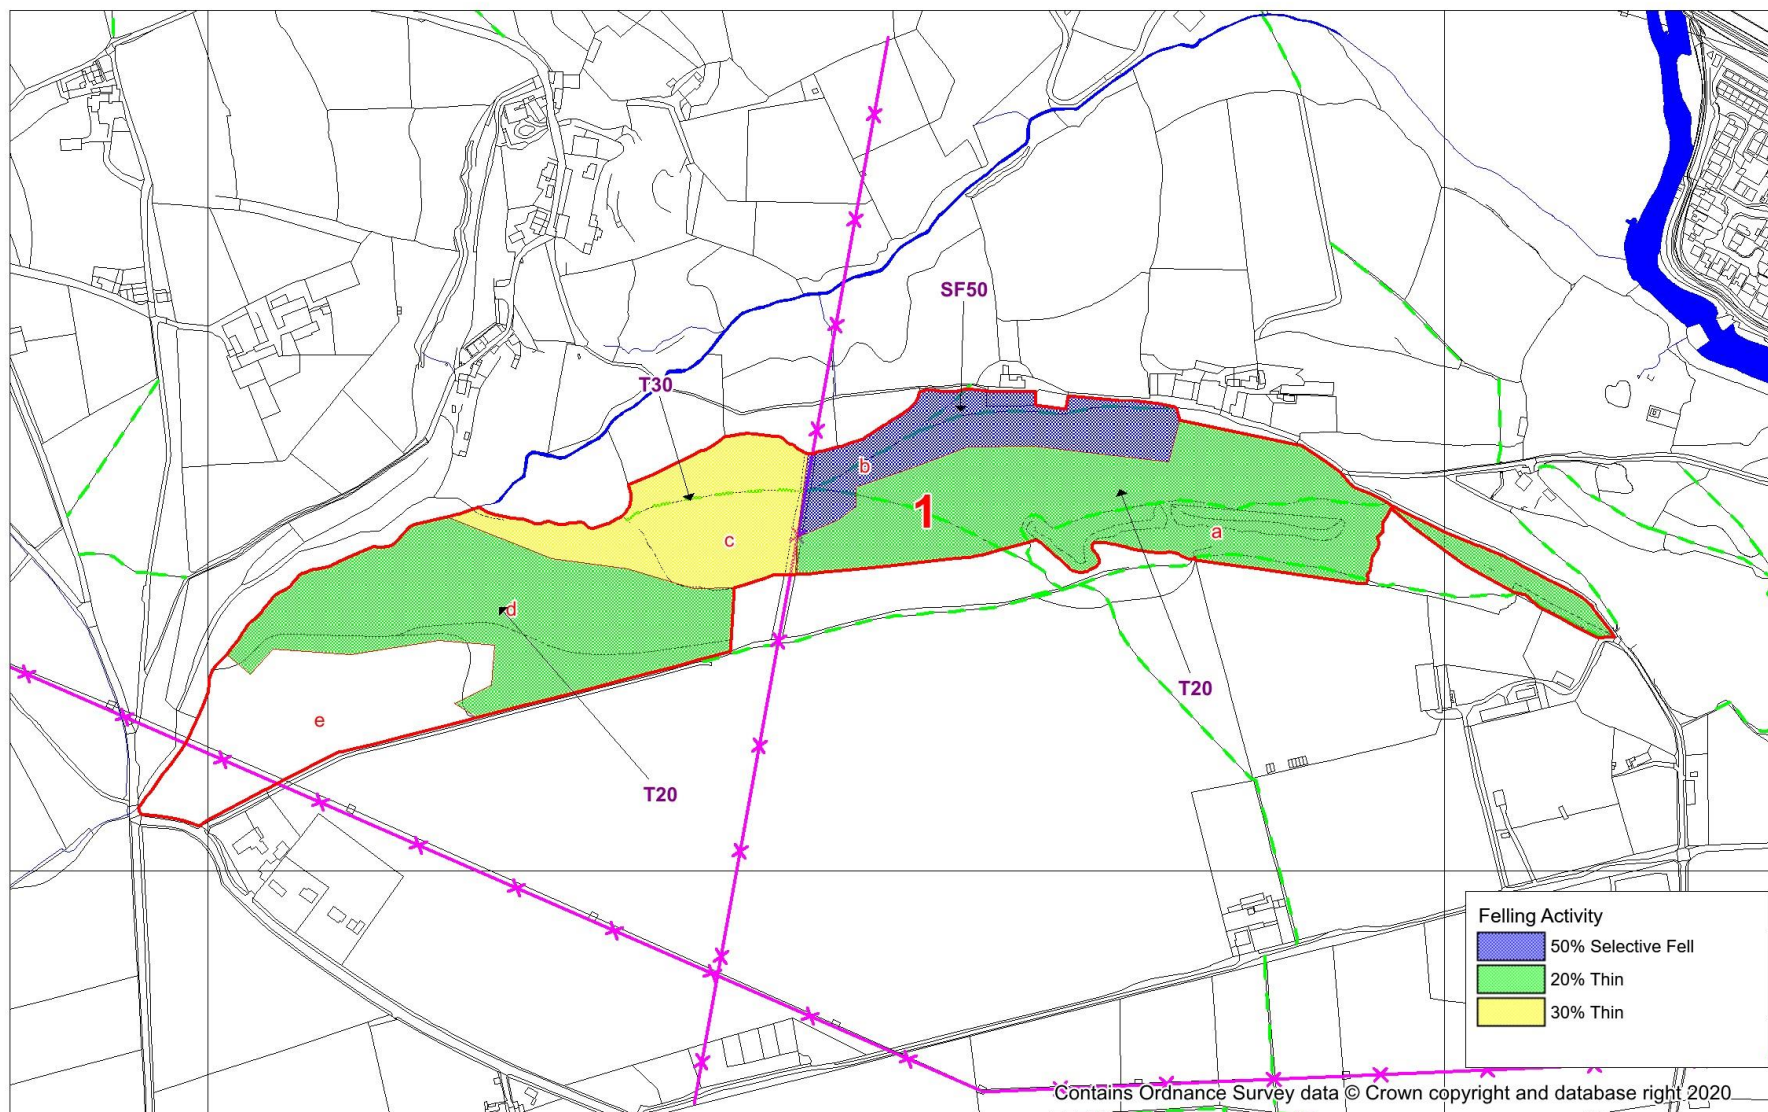 SF50
T30
b
1
c
a
d
T20
e
T20
Felling Activity
50% Selective Fell
20% Thin
30% Thin
Contains Ordnance Survey data © Crown copyright and database right 2020